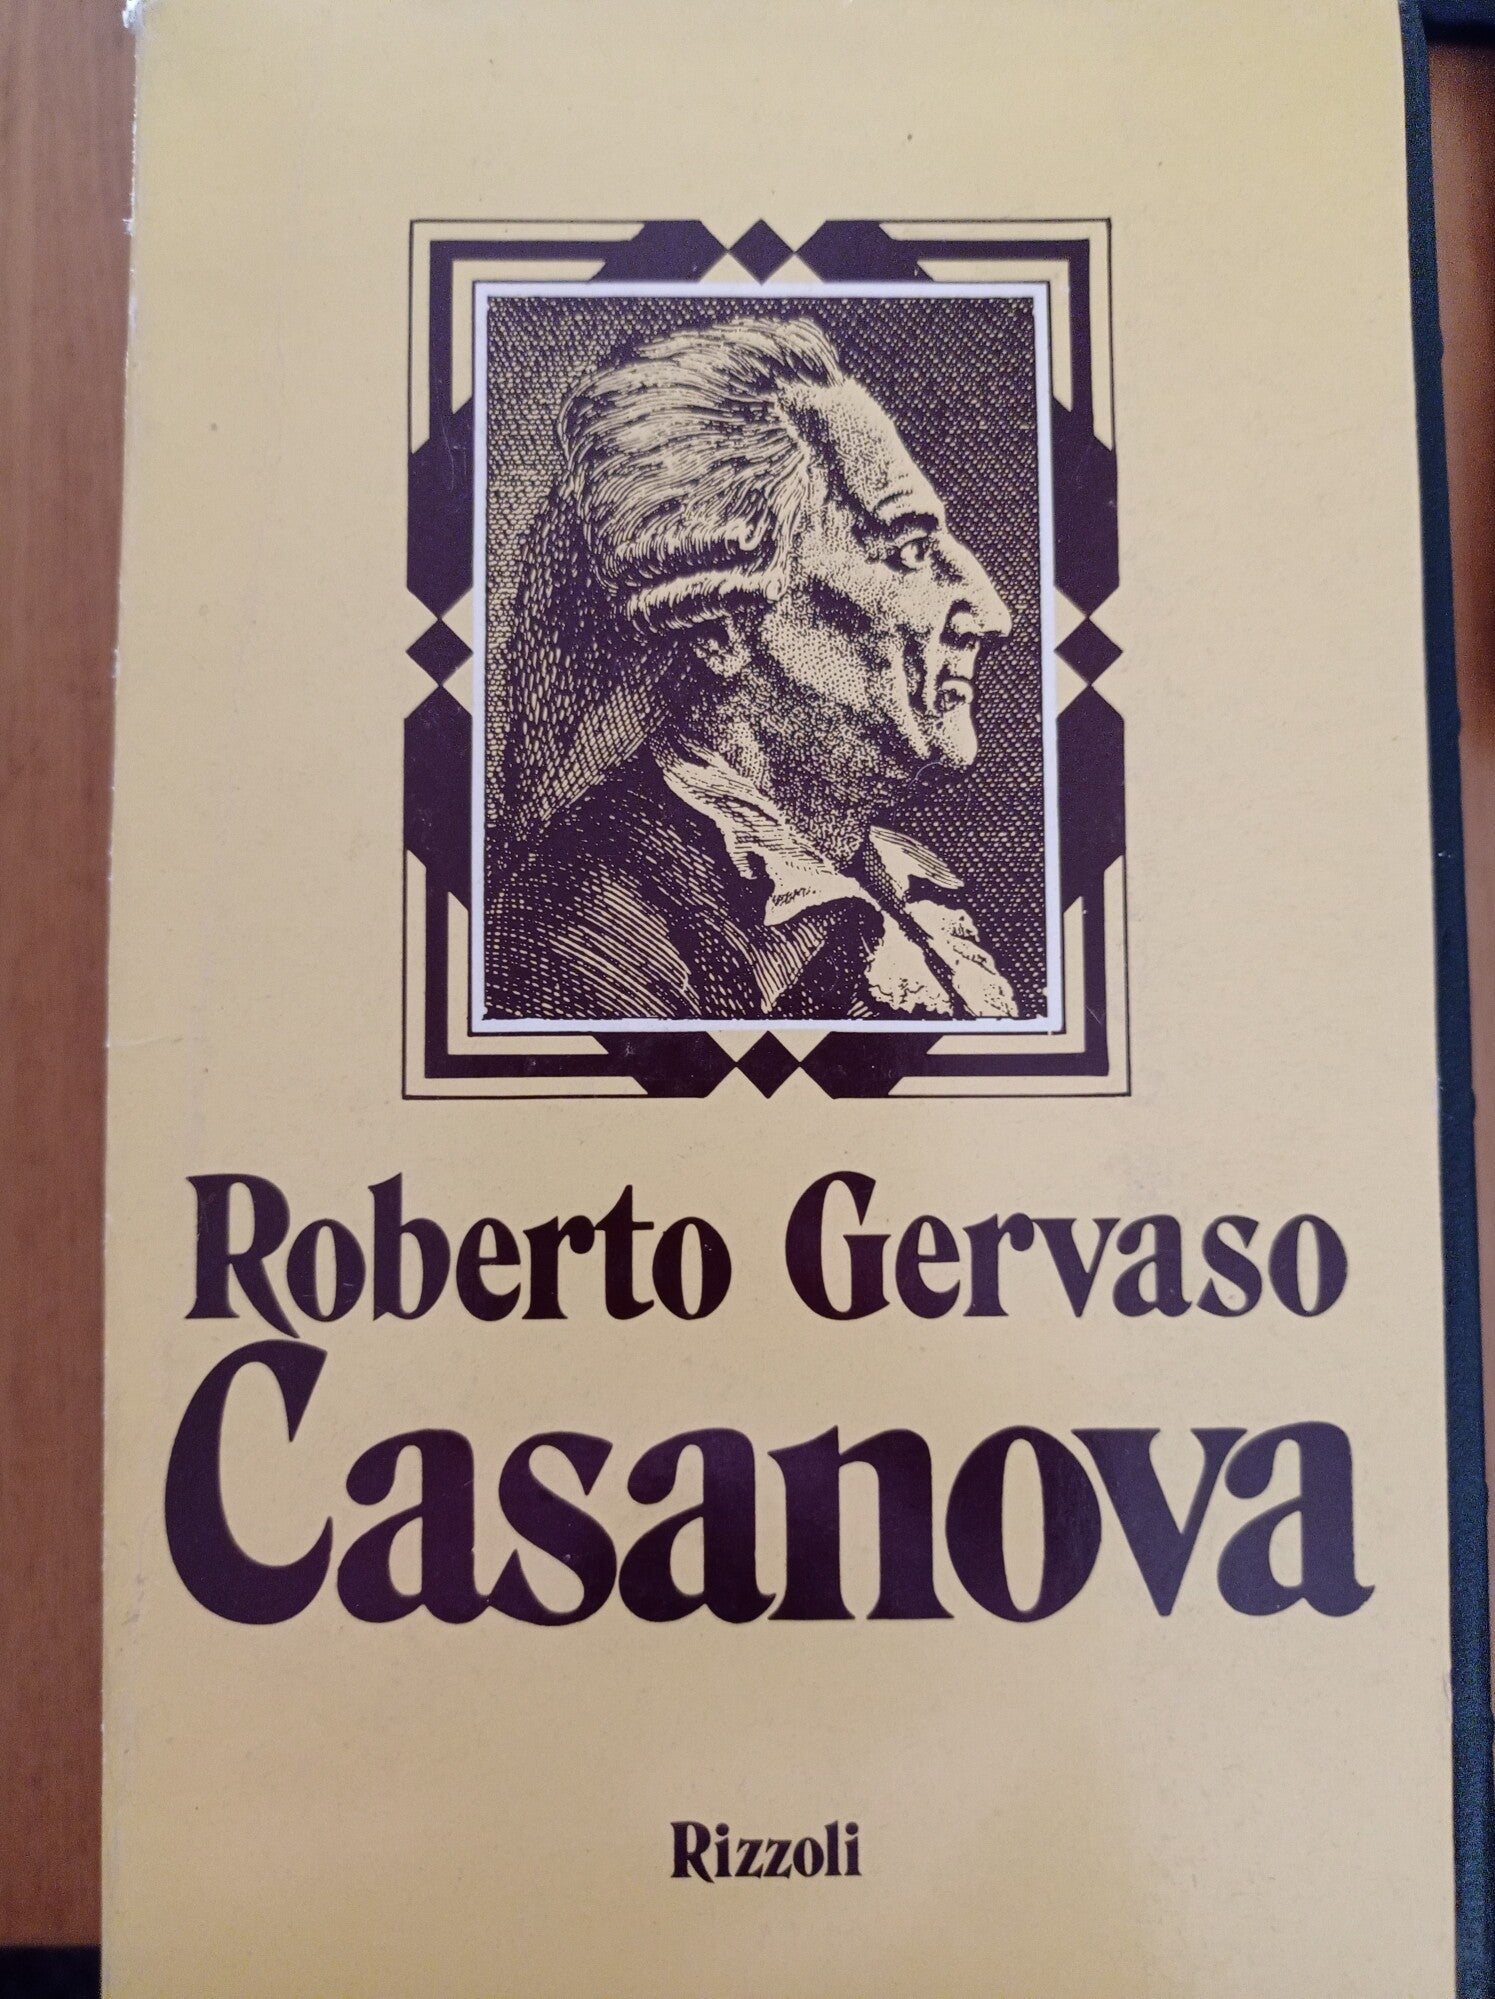 Roberto Gervaso
Casanova
Rizzoli